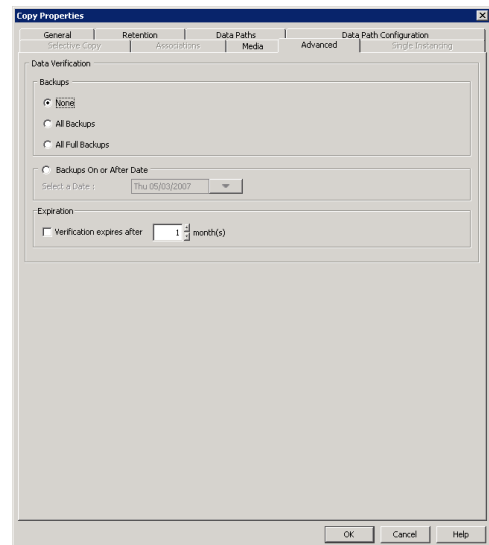 Copy Properties
General Retention Data Paths Data Path Configuration
Selective Copy Associations Media Advanced Single Instancing
Data Verification
Backups
None
All Backups
All Full Backups
Backups On or After Date
Select a Date : Thu 05/03/2007
Expiration
Verification expires after 1 month(s)
OK Cancel Help